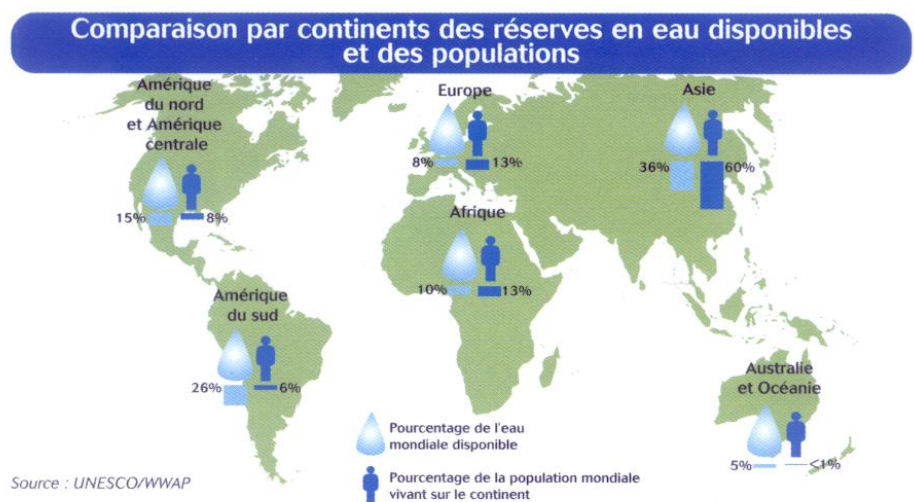 Comparaison par continents des réserves en eau disponibles
et des populations
Amérique
du nord
et Amérique
centrale
15%
8%
Europe
8%
13%
Asie
36%
60%
Afrique
10%
13%
Amérique
du sud
26%
6%
Australie
et Océanie
5%
<1%
Pourcentage de l'eau
mondiale disponible
Pourcentage de la population mondiale
vivant sur le continent
Source : UNESCO/WWAP